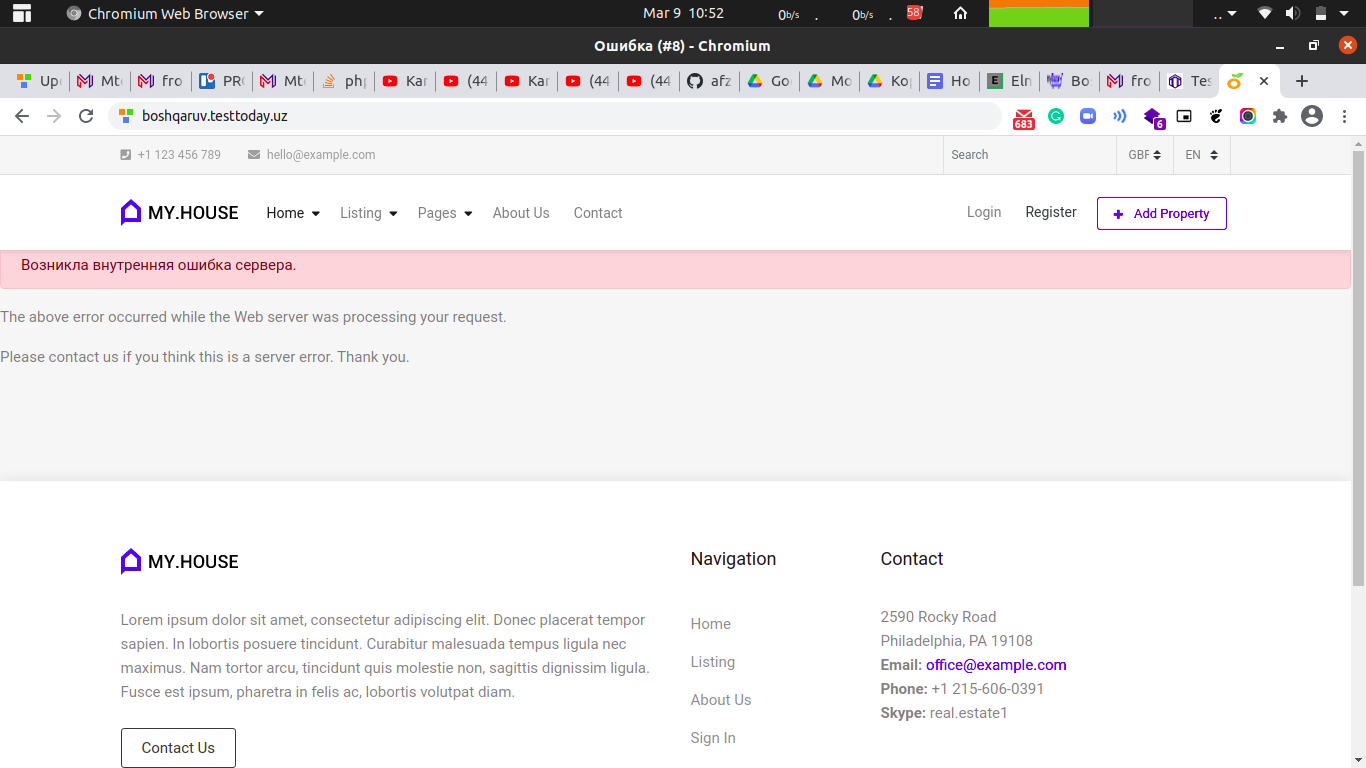 Chromium Web Browser
Mar 9 10:52
0b/s . 0b/s . 58
..
Ошибка (#8) - Chromium
Upc
Mto
fro
PRO
Mto
php
Kar
(44
Kar
(44
(44
afz
Goo
Mo
Kop
Ho
Eln
Bo
fro
Tes
boshqaruv.testtoday.uz
683
6
+1 123 456 789 hello@example.com Search GBP EN
MY.HOUSE Home Listing Pages About Us Contact Login Register Add Property
Возникла внутренняя ошибка сервера.
The above error occurred while the Web server was processing your request.
Please contact us if you think this is a server error. Thank you.
MY.HOUSE
Lorem ipsum dolor sit amet, consectetur adipiscing elit. Donec placerat tempor
sapien. In lobortis posuere tincidunt. Curabitur malesuada tempus ligula nec
maximus. Nam tortor arcu, tincidunt quis molestie non, sagittis dignissim ligula.
Fusce est ipsum, pharetra in felis ac, lobortis volutpat diam.
Contact Us
Navigation
Home
Listing
About Us
Sign In
Contact
2590 Rocky Road
Philadelphia, PA 19108
Email: office@example.com
Phone: +1 215-606-0391
Skype: real.estate1